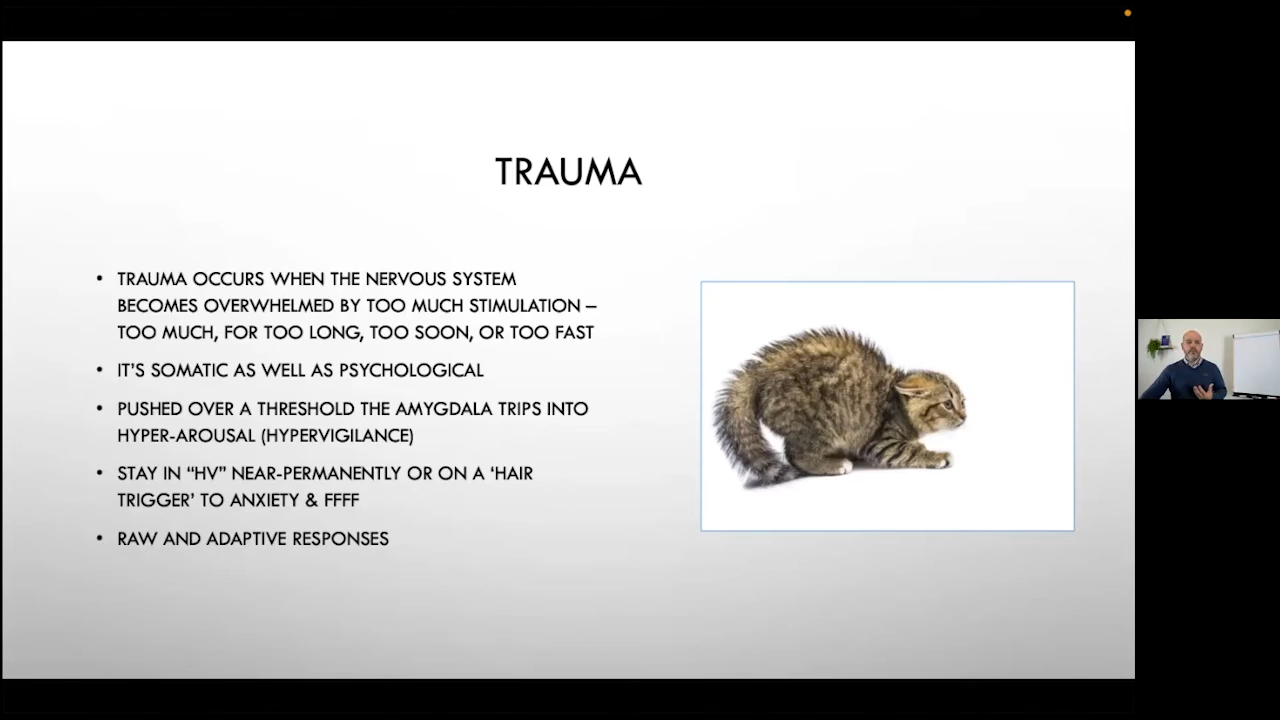 TRAUMA
• TRAUMA OCCURS WHEN THE NERVOUS SYSTEM
BECOMES OVERWHELMED BY TOO MUCH STIMULATION –
TOO MUCH, FOR TOO LONG, TOO SOON, OR TOO FAST
• IT'S SOMATIC AS WELL AS PSYCHOLOGICAL
• PUSHED OVER A THRESHOLD THE AMYGDALA TRIPS INTO
HYPER-AROUSAL (HYPERVIGILANCE)
• STAY IN “HV” NEAR-PERMANENTLY OR ON A ‘HAIR
TRIGGER’ TO ANXIETY & FFFF
• RAW AND ADAPTIVE RESPONSES